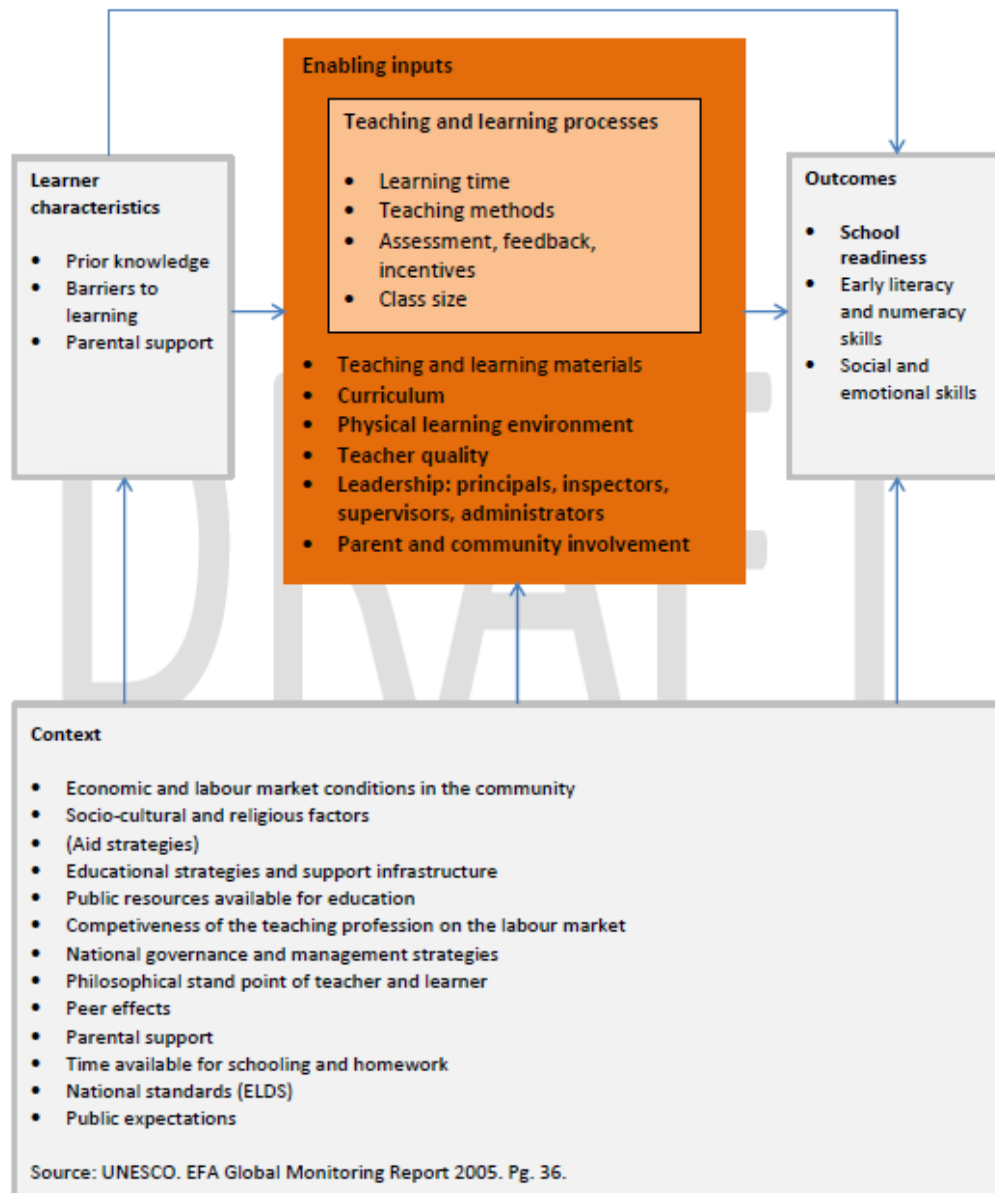 Enabling inputs
Teaching and learning processes
• Learning time
• Teaching methods
• Assessment, feedback,
incentives
• Class size
• Teaching and learning materials
• Curriculum
• Physical learning environment
• Teacher quality
• Leadership: principals, inspectors,
supervisors, administrators
• Parent and community involvement
Learner
characteristics
• Prior knowledge
• Barriers to
learning
• Parental support
Outcomes
• School
readiness
• Early literacy
and numeracy
skills
• Social and
emotional skills
DRAFT
Context
• Economic and labour market conditions in the community
• Socio-cultural and religious factors
• (Aid strategies)
• Educational strategies and support infrastructure
• Public resources available for education
• Competiveness of the teaching profession on the labour market
• National governance and management strategies
• Philosophical stand point of teacher and learner
• Peer effects
• Parental support
• Time available for schooling and homework
• National standards (ELDS)
• Public expectations
Source: UNESCO. EFA Global Monitoring Report 2005. Pg. 36.